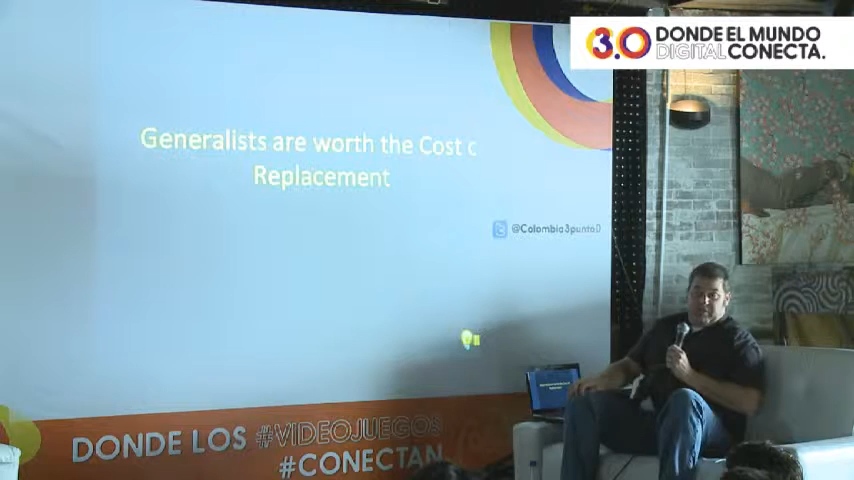 3.0 DONDE EL MUNDO
DIGITAL CONECTA.
Generalists are worth the Cost
Replacement
@Colombia3punto0
DONDE LOS #VIDEOJUEGOS
#CONECTAN